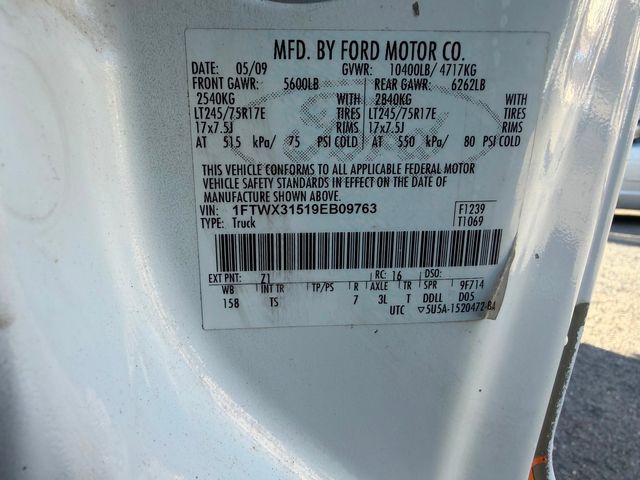 MFD. BY FORD MOTOR CO.
DATE: 05/09 GVWR: 10400LB/ 4717KG
FRONT GAWR: 5600LB REAR GAWR: 6262LB
2540KG WITH 2840KG WITH
LT245/75R17E TIRES LT245/75R17E TIRES
17x7.5J RIMS 17x7.5J RIMS
AT 515 kPa/ 75 PSI COLD AT 550 kPa/ 80 PSI COLD
THIS VEHICLE CONFORMS TO ALL APPLICABLE FEDERAL MOTOR
VEHICLE SAFETY STANDARDS IN EFFECT ON THE DATE OF MANUFACTURE
SHOWN ABOVE.
VIN: 1FTWX31519EB09763 F1239
TYPE: Truck T1069
EXT PNT: Z1 RC: 16 DSO:
WB INT TR TP/PS R AXLE TR SPR 9F714
158 TS 7 3L T DDLL D05
UTC ▽5U5A-1520472-BA